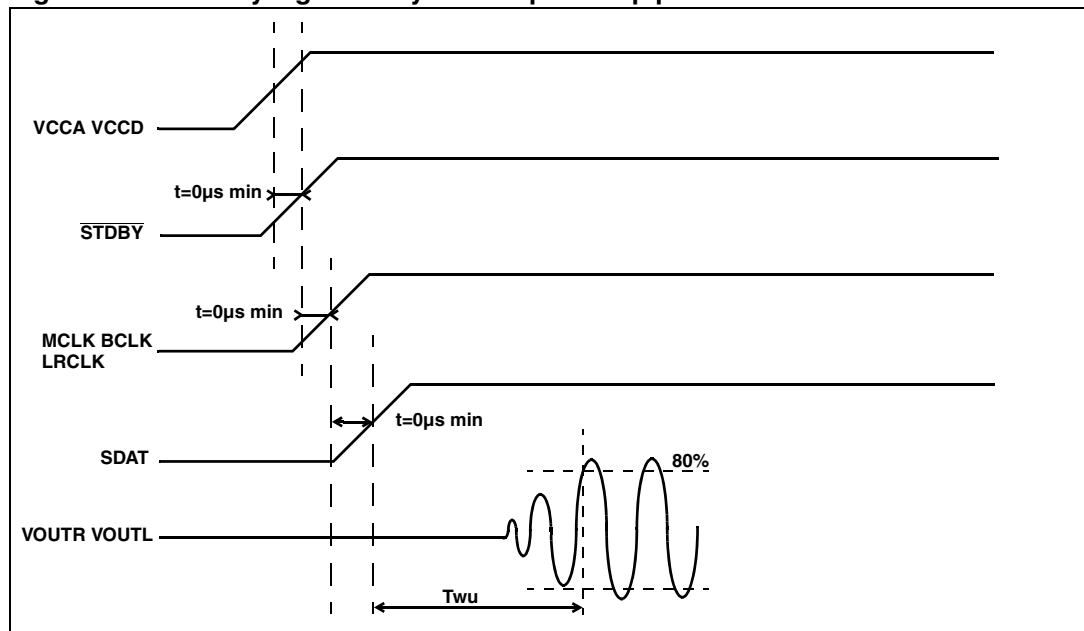 VCCA VCCD
t=0µs min
STDBY
t=0µs min
MCLK BCLK
LRCLK
t=0µs min
SDAT
80%
VOUTR VOUTL
Twu